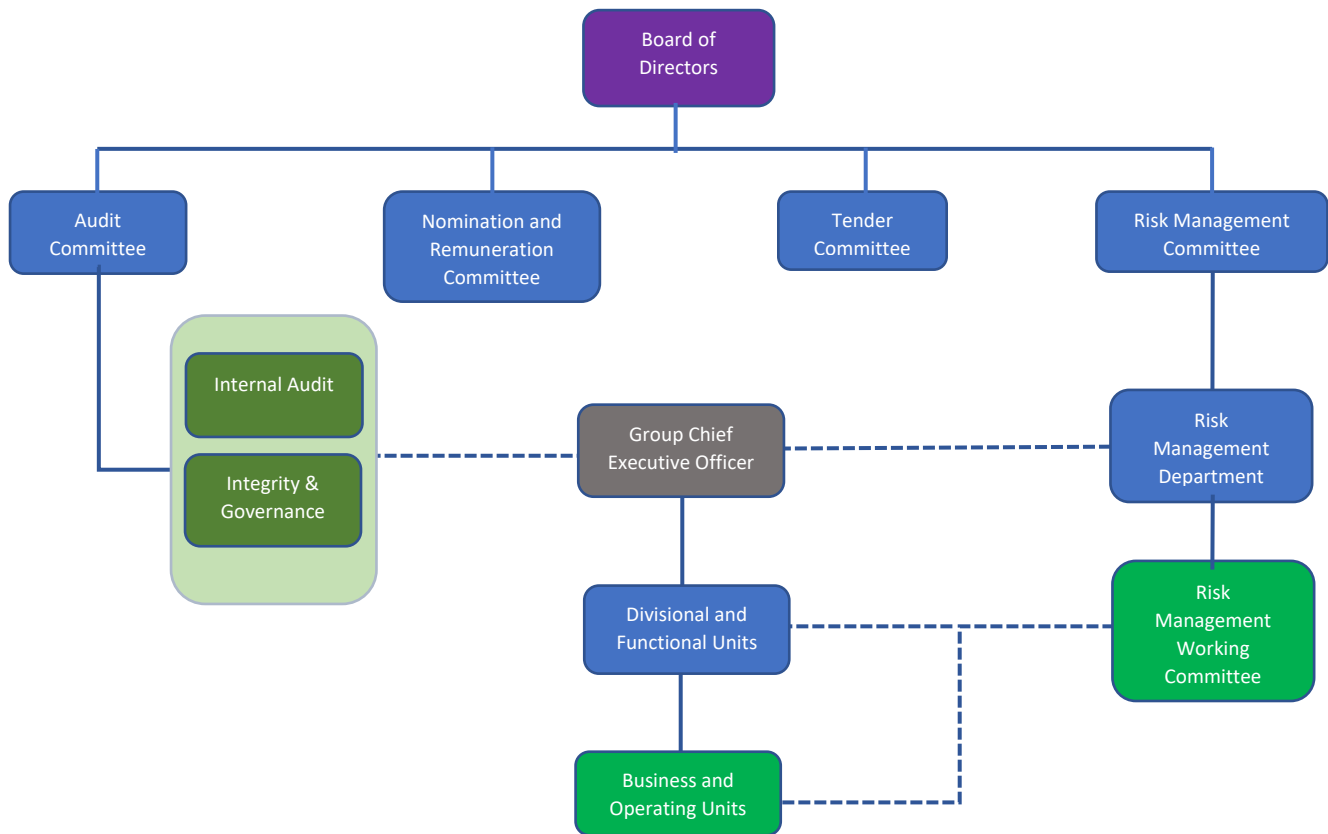 Board of
Directors
Audit
Committee
Nomination and
Remuneration
Committee
Tender
Committee
Risk Management
Committee
Internal Audit
Integrity &
Governance
Group Chief
Executive Officer
Risk
Management
Department
Divisional and
Functional Units
Risk
Management
Working
Committee
Business and
Operating Units